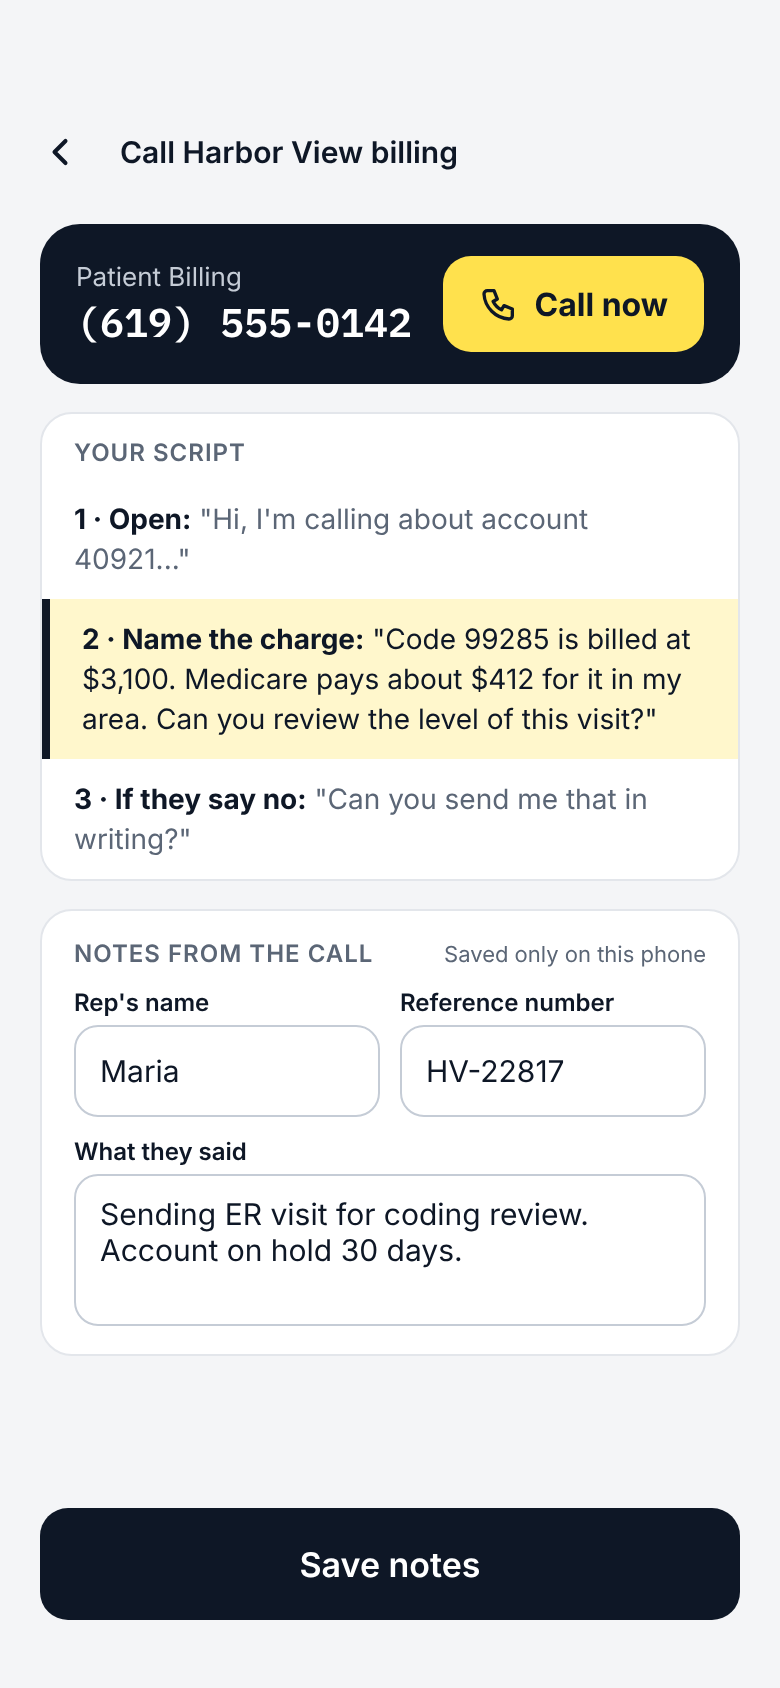 Call Harbor View billing
Patient Billing
(619) 555-0142
Call now
YOUR SCRIPT
1 · Open: "Hi, I'm calling about account
40921..."
2 · Name the charge: "Code 99285 is billed at
$3,100. Medicare pays about $412 for it in my
area. Can you review the level of this visit?"
3 · If they say no: "Can you send me that in
writing?"
NOTES FROM THE CALL
Saved only on this phone
Rep's name
Reference number
Maria
HV-22817
What they said
Sending ER visit for coding review.
Account on hold 30 days.
Save notes